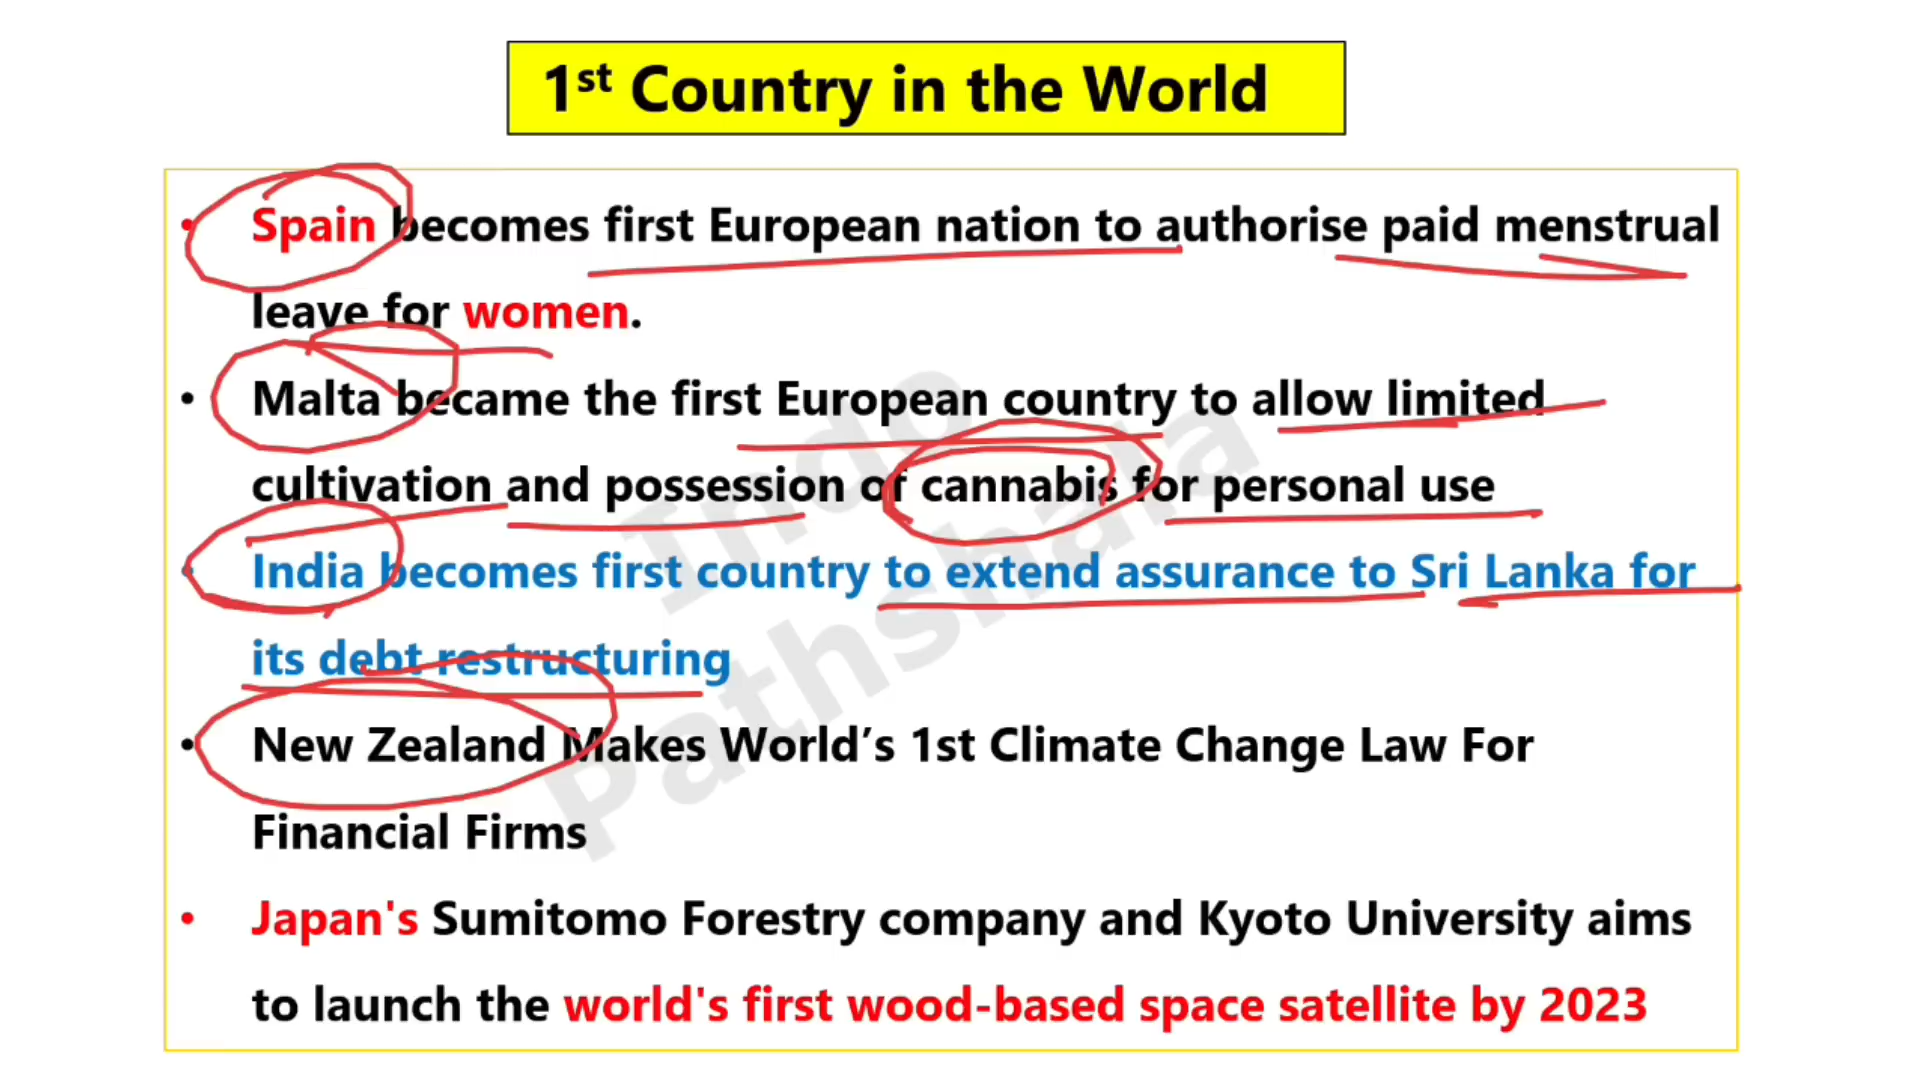 1st Country in the World
• Spain becomes first European nation to authorise paid menstrual
leave for women.
• Malta became the first European country to allow limited
cultivation and possession of cannabis for personal use
• India becomes first country to extend assurance to Sri Lanka for
its debt restructuring
• New Zealand Makes World’s 1st Climate Change Law For
Financial Firms
• Japan's Sumitomo Forestry company and Kyoto University aims
to launch the world's first wood-based space satellite by 2023
Indo
Pathshala